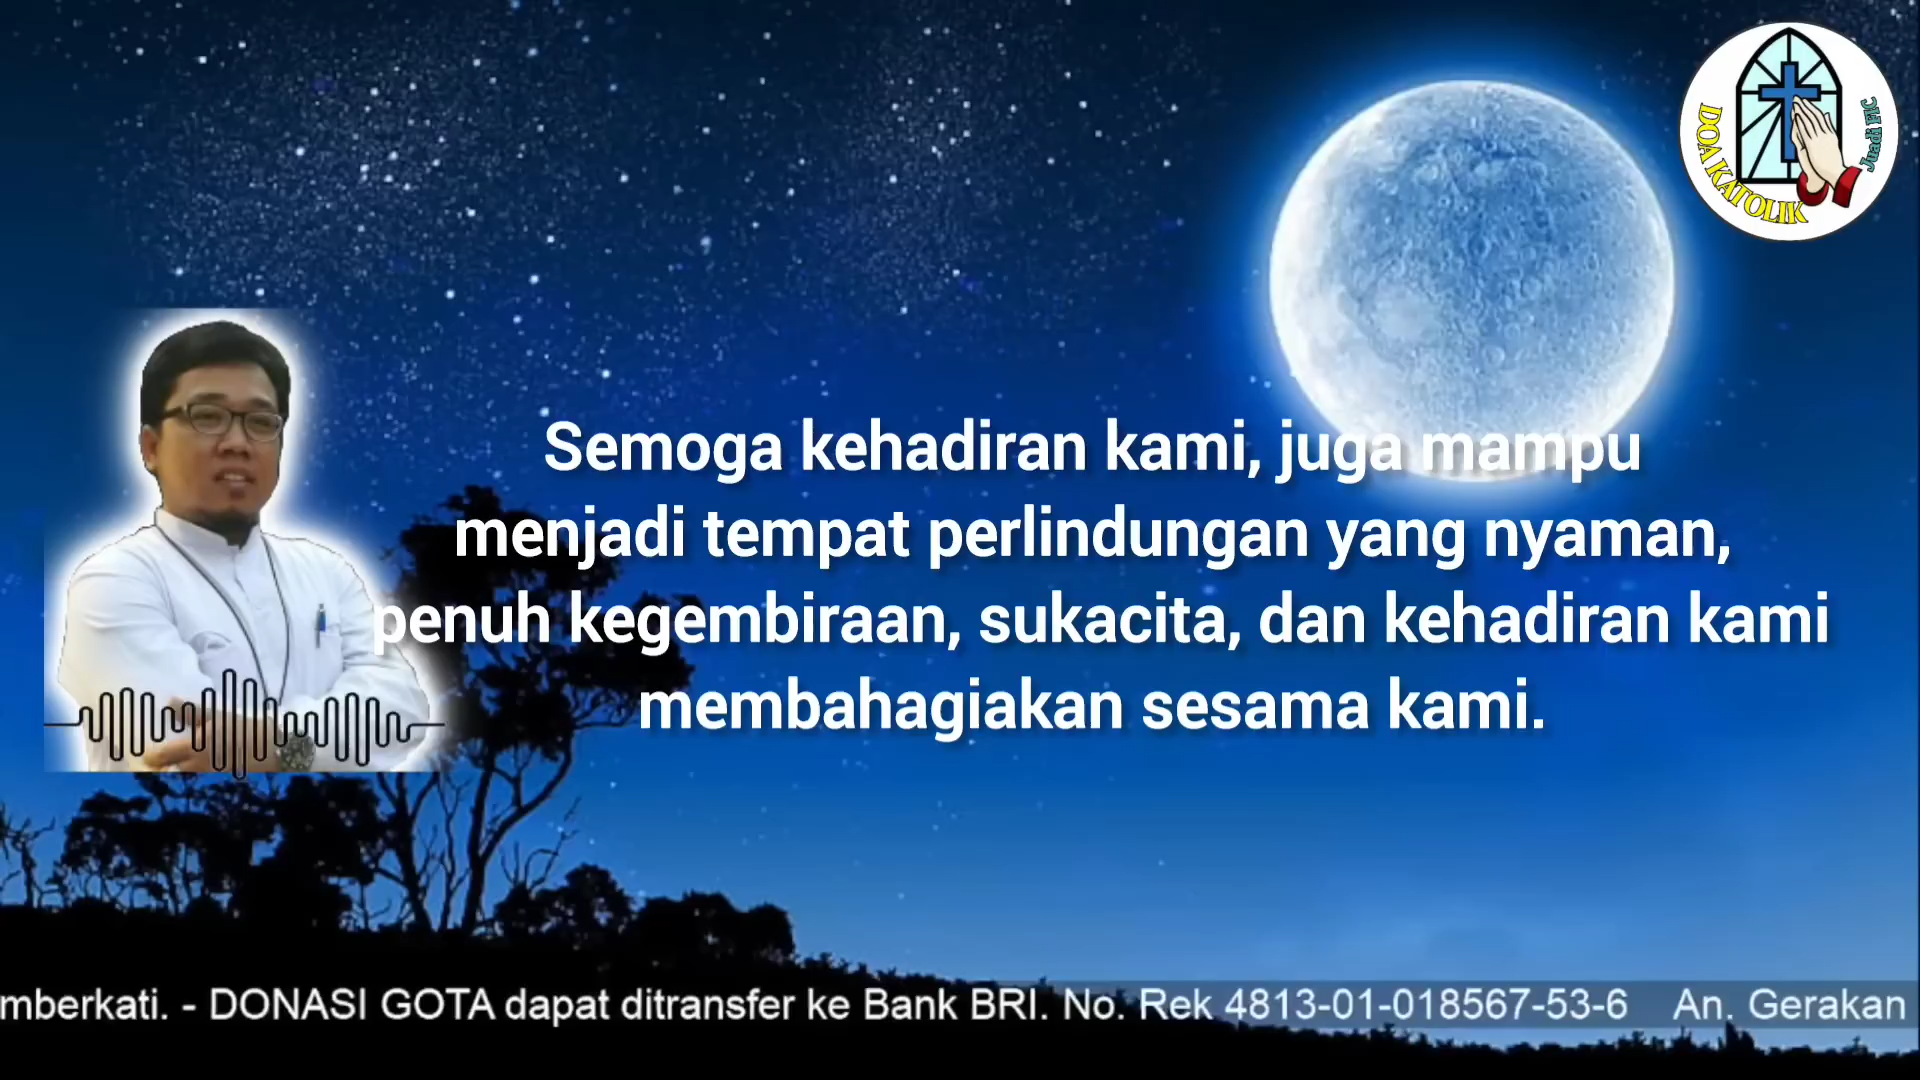 DOA KATOLIK
Juadi FIC
Semoga kehadiran kami, juga mampu
menjadi tempat perlindungan yang nyaman,
penuh kegembiraan, sukacita, dan kehadiran kami
membahagiakan sesama kami.
mberkati. - DONASI GOTA dapat ditransfer ke Bank BRI. No. Rek 4813-01-018567-53-6 An. Gerakan